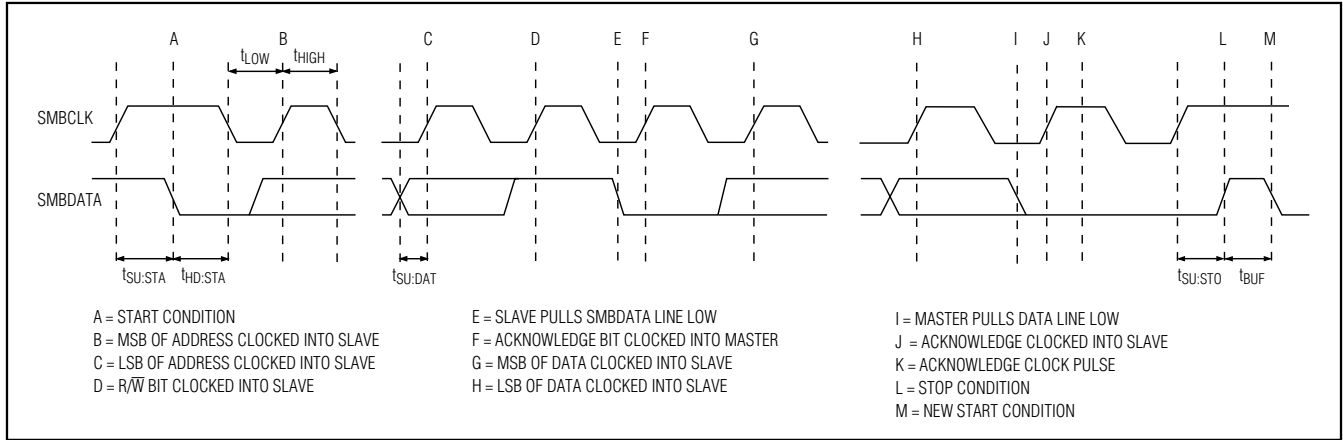 A B C D E F G H I J K L M
tLOW tHIGH
SMBCLK
SMBDATA
tSU:STA tHD:STA tSU:DAT tSU:STO tBUF
A = START CONDITION
B = MSB OF ADDRESS CLOCKED INTO SLAVE
C = LSB OF ADDRESS CLOCKED INTO SLAVE
D = R/W̅ BIT CLOCKED INTO SLAVE
E = SLAVE PULLS SMBDATA LINE LOW
F = ACKNOWLEDGE BIT CLOCKED INTO MASTER
G = MSB OF DATA CLOCKED INTO SLAVE
H = LSB OF DATA CLOCKED INTO SLAVE
I = MASTER PULLS DATA LINE LOW
J = ACKNOWLEDGE CLOCKED INTO SLAVE
K = ACKNOWLEDGE CLOCK PULSE
L = STOP CONDITION
M = NEW START CONDITION